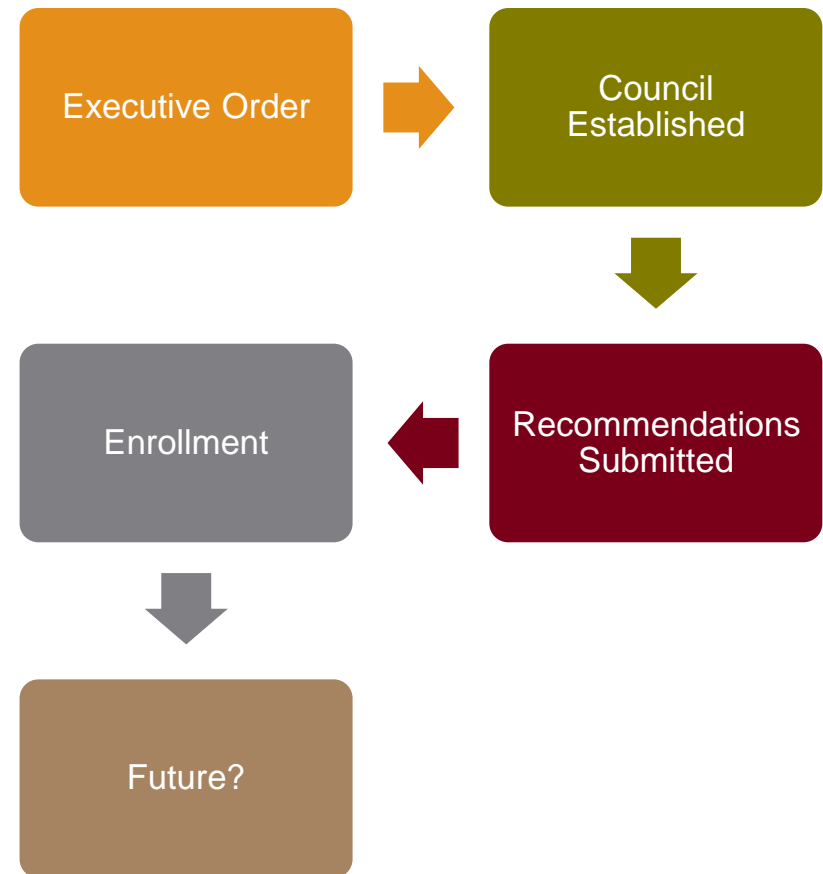 Executive Order
Council
Established
Recommendations
Submitted
Enrollment
Future?